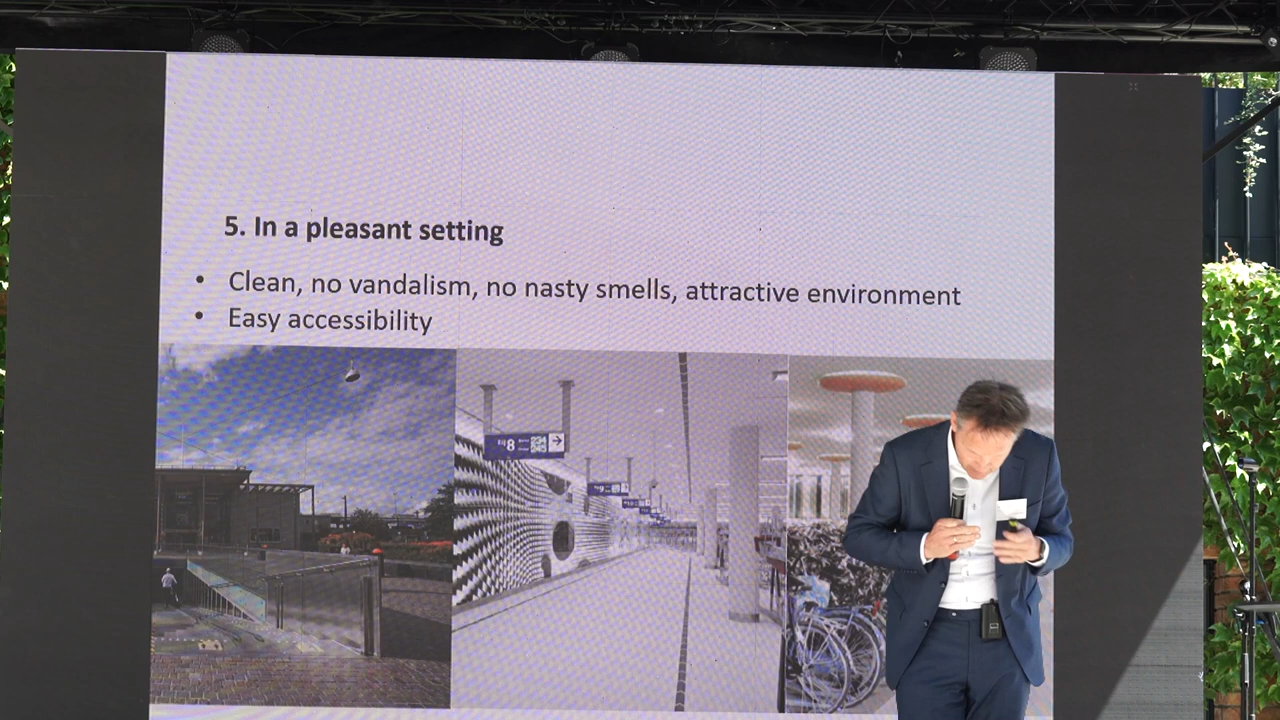 5. In a pleasant setting
• Clean, no vandalism, no nasty smells, attractive environment
• Easy accessibility
8